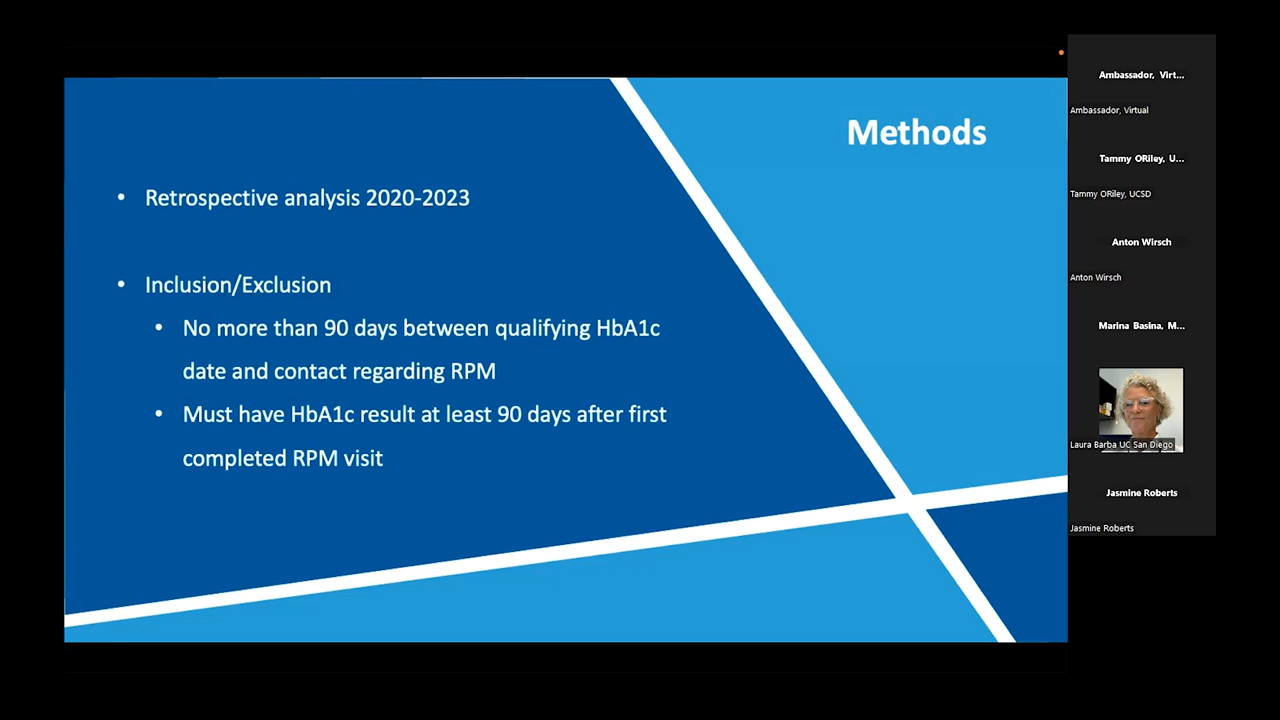 Methods
• Retrospective analysis 2020-2023
• Inclusion/Exclusion
• No more than 90 days between qualifying HbA1c
date and contact regarding RPM
• Must have HbA1c result at least 90 days after first
completed RPM visit
Ambassador, Virt...
Ambassador, Virtual
Tammy ORiley, U...
Tammy ORiley, UCSD
Anton Wirsch
Anton Wirsch
Marina Basina, M...
Laura Barba UC San Diego
Jasmine Roberts
Jasmine Roberts